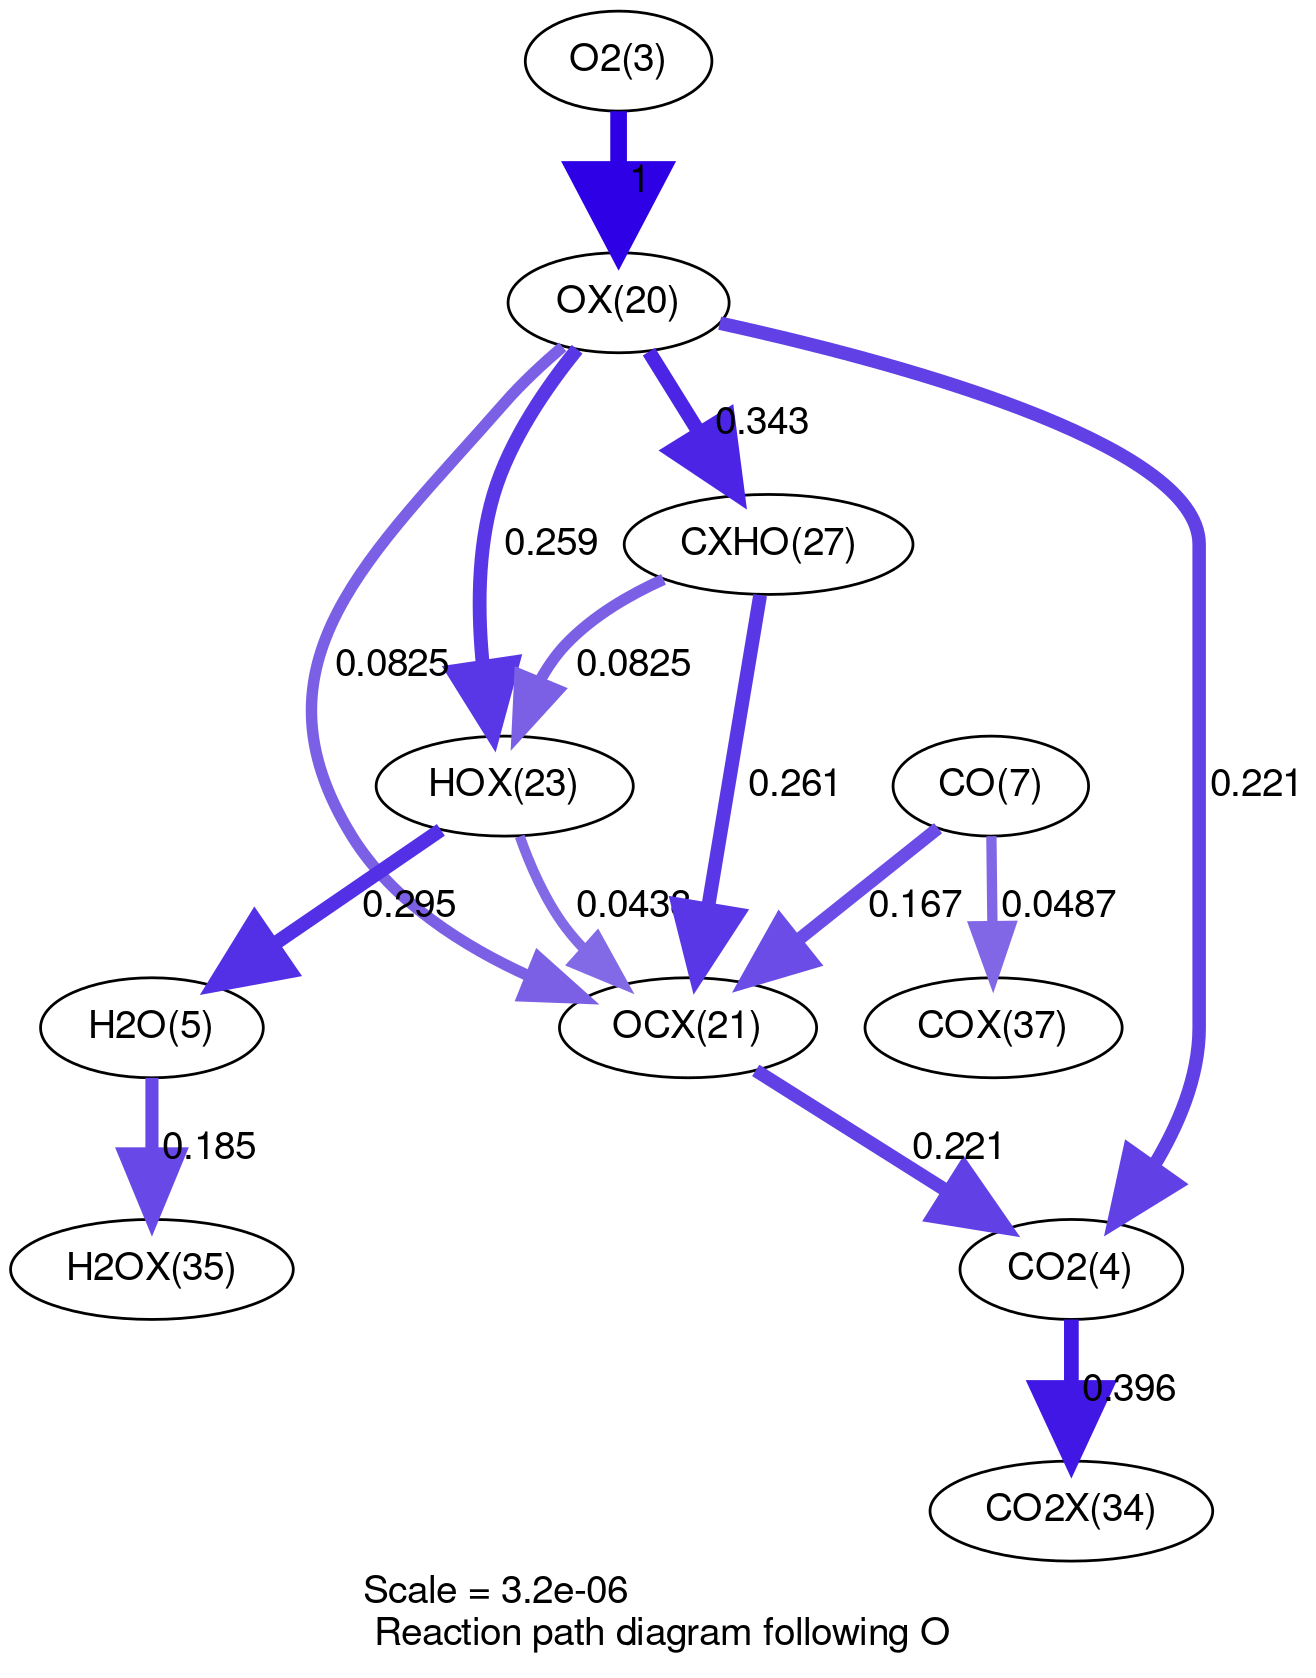 O2(3)
1
OX(20)
0.343
0.259
CXHO(27)
0.0825
0.0825
HOX(23)
0.261
CO(7)
0.221
0.295
0.167
0.0487
H2O(5)
OCX(21)
COX(37)
0.185
0.221
H2OX(35)
CO2(4)
0.396
CO2X(34)
Scale = 3.2e-06
Reaction path diagram following O